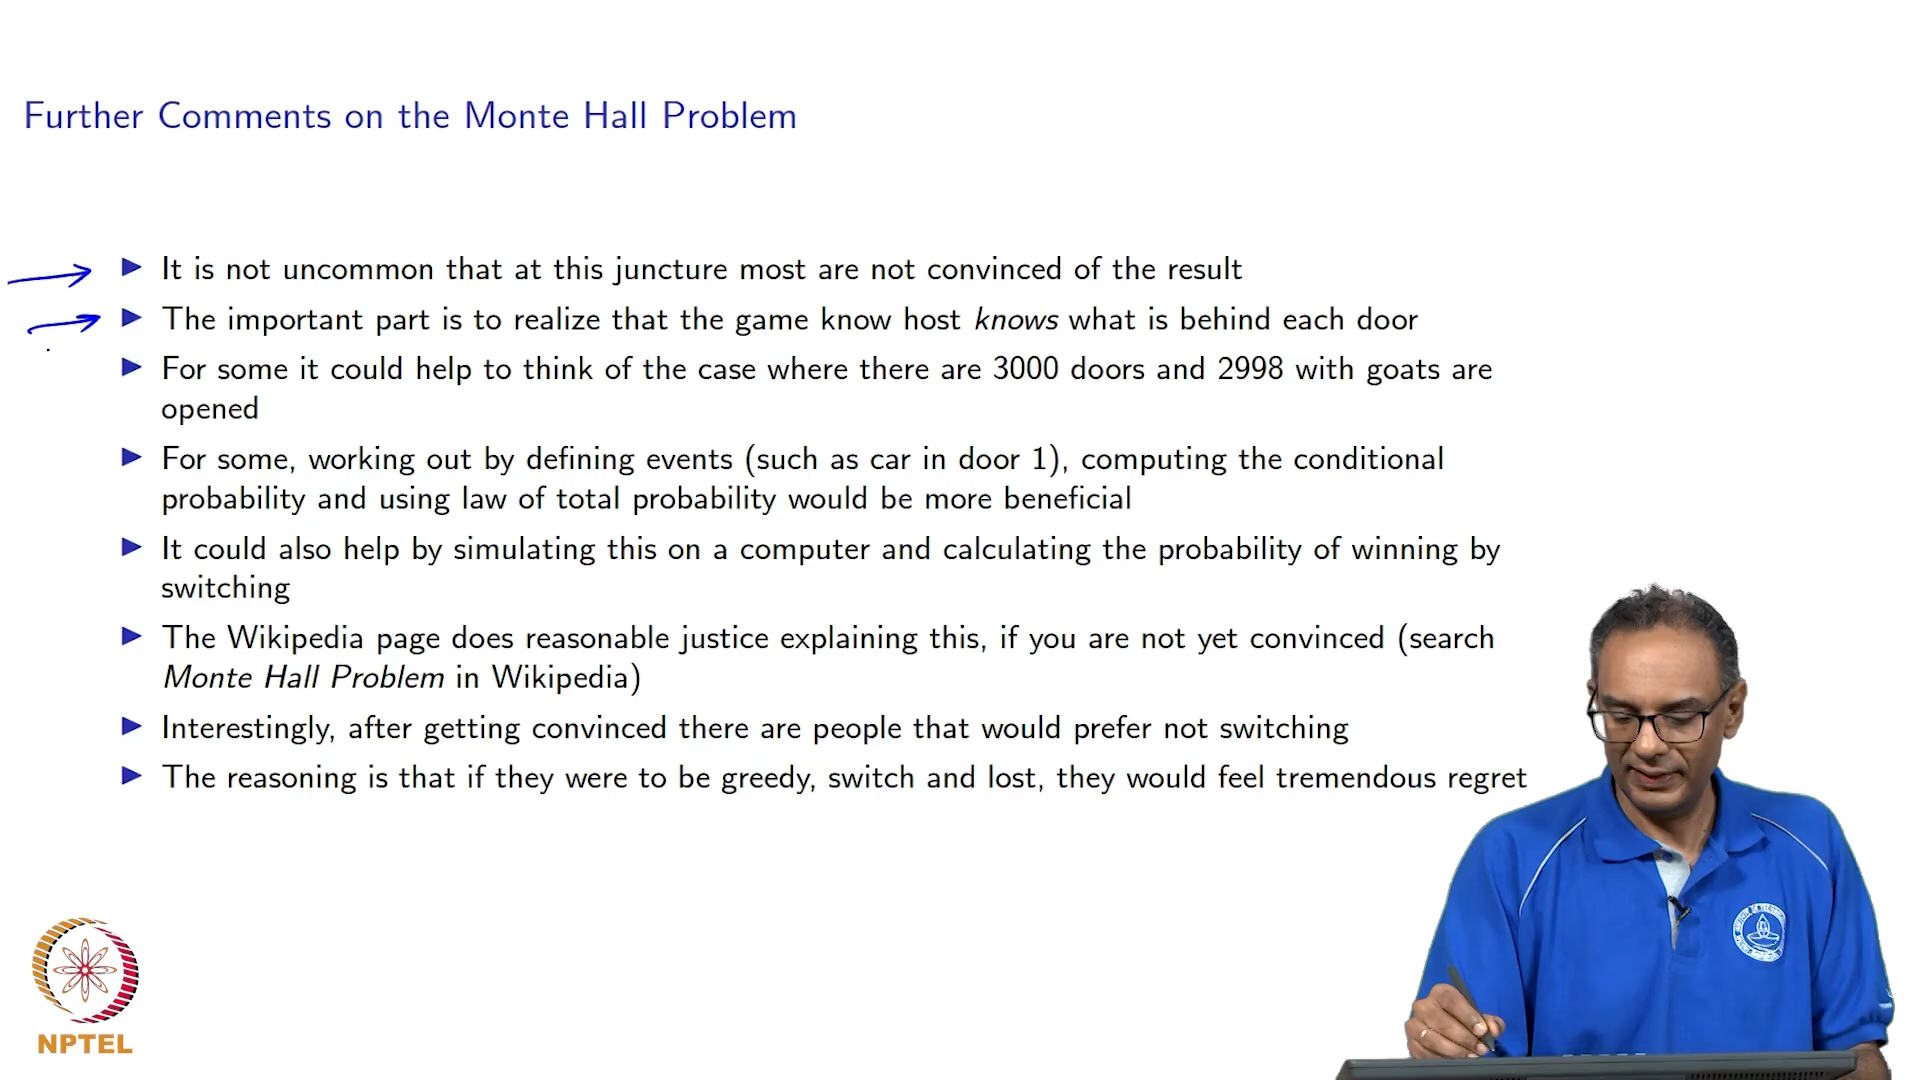 Further Comments on the Monte Hall Problem
It is not uncommon that at this juncture most are not convinced of the result
The important part is to realize that the game know host knows what is behind each door
For some it could help to think of the case where there are 3000 doors and 2998 with goats are
opened
For some, working out by defining events (such as car in door 1), computing the conditional
probability and using law of total probability would be more beneficial
It could also help by simulating this on a computer and calculating the probability of winning by
switching
The Wikipedia page does reasonable justice explaining this, if you are not yet convinced (search
Monte Hall Problem in Wikipedia)
Interestingly, after getting convinced there are people that would prefer not switching
The reasoning is that if they were to be greedy, switch and lost, they would feel tremendous regret
NPTEL